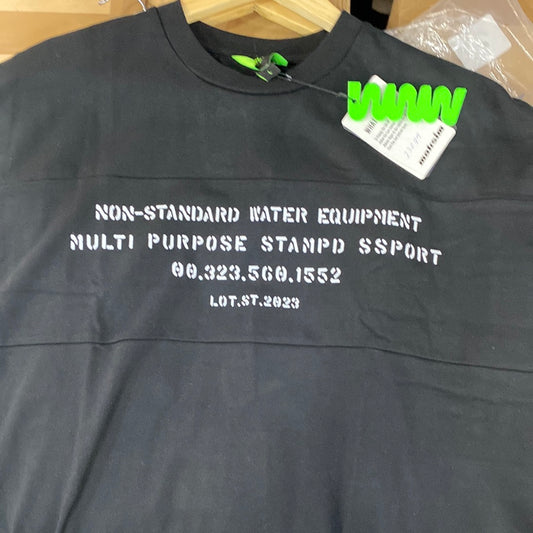 NON-STANDARD WATER EQUIPMENT
MULTI PURPOSE STAMPD SSPORT
00.323.560.1552
LOT.ST.2023